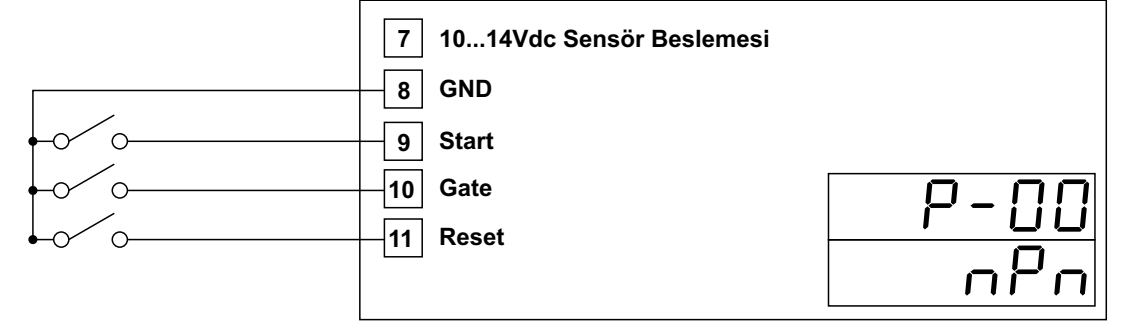 7 10...14Vdc Sensör Beslemesi
8 GND
9 Start
10 Gate
11 Reset
P-00
nPn